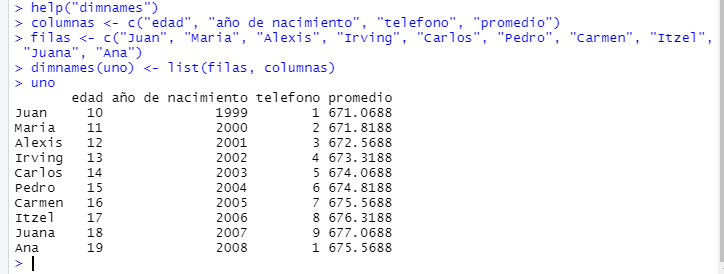 > help("dimnames")
> columnas <- c("edad", "año de nacimiento", "telefono", "promedio")
> filas <- c("Juan", "Maria", "Alexis", "Irving", "Carlos", "Pedro", "Carmen", "Itzel",
"Juana", "Ana")
> dimnames(uno) <- list(filas, columnas)
> uno
edad año de nacimiento telefono promedio
Juan 10 1999 1 671.0688
Maria 11 2000 2 671.8188
Alexis 12 2001 3 672.5688
Irving 13 2002 4 673.3188
Carlos 14 2003 5 674.0688
Pedro 15 2004 6 674.8188
Carmen 16 2005 7 675.5688
Itzel 17 2006 8 676.3188
Juana 18 2007 9 677.0688
Ana 19 2008 1 675.5688
>